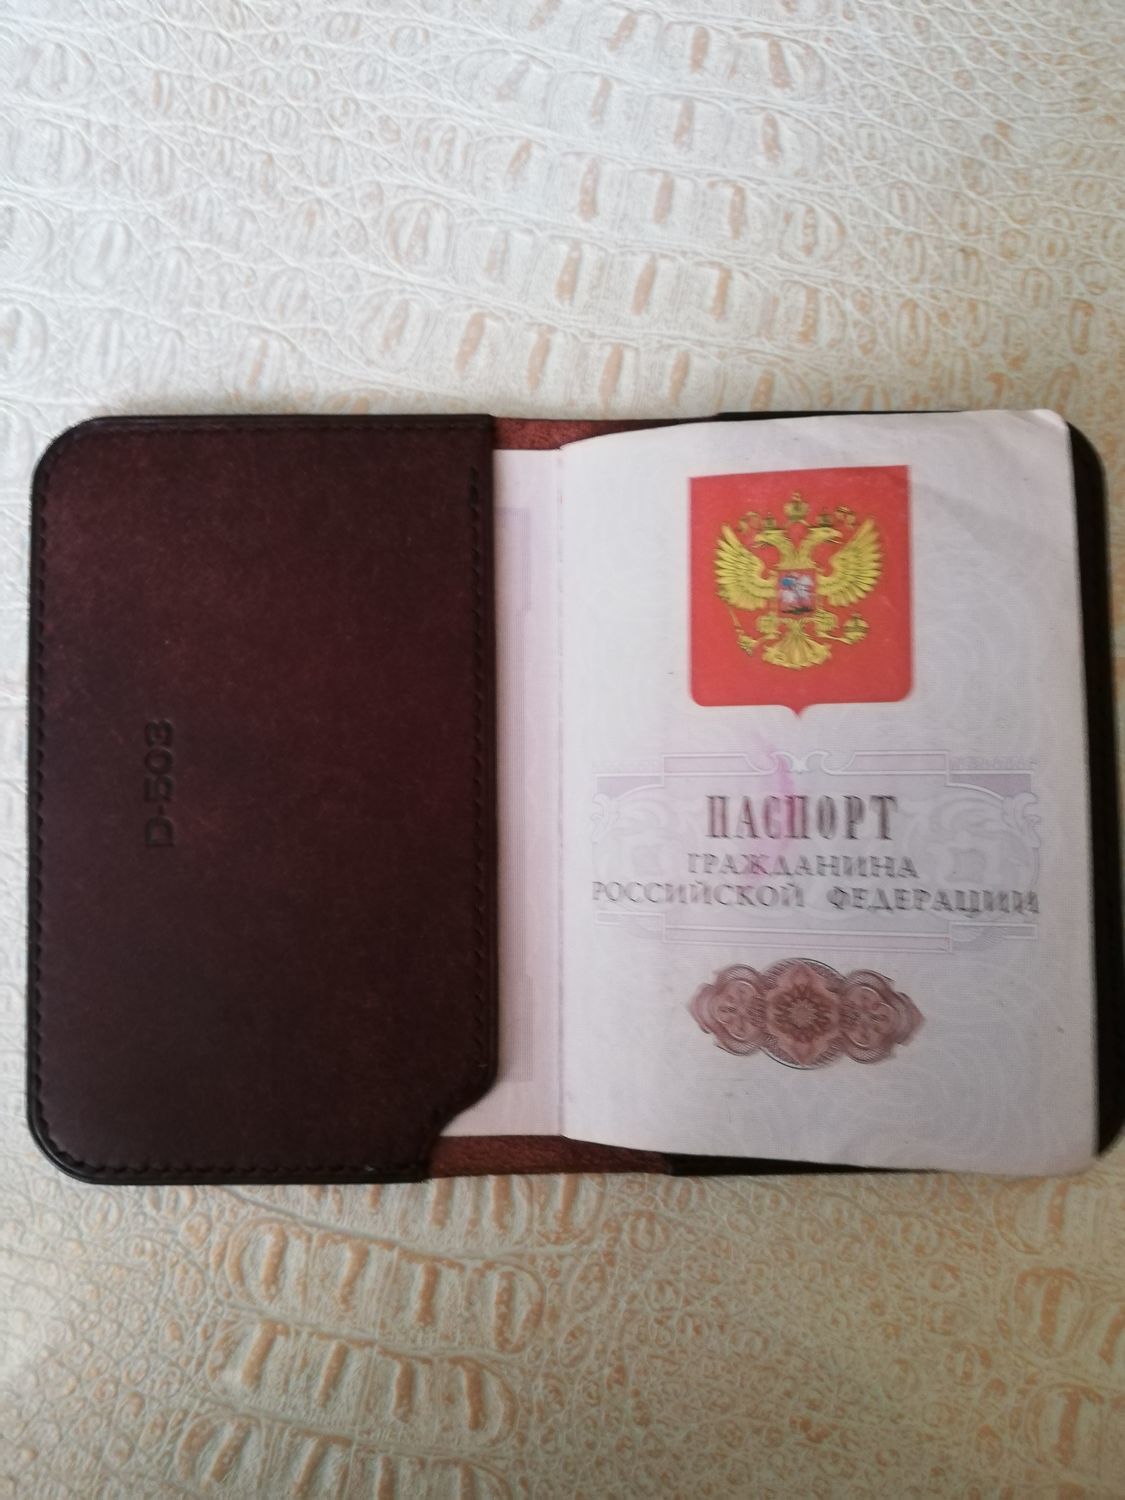 D-503
ПАСПОРТ
ГРАЖДАНИНА
РОССИЙСКОЙ ФЕДЕРАЦИИ